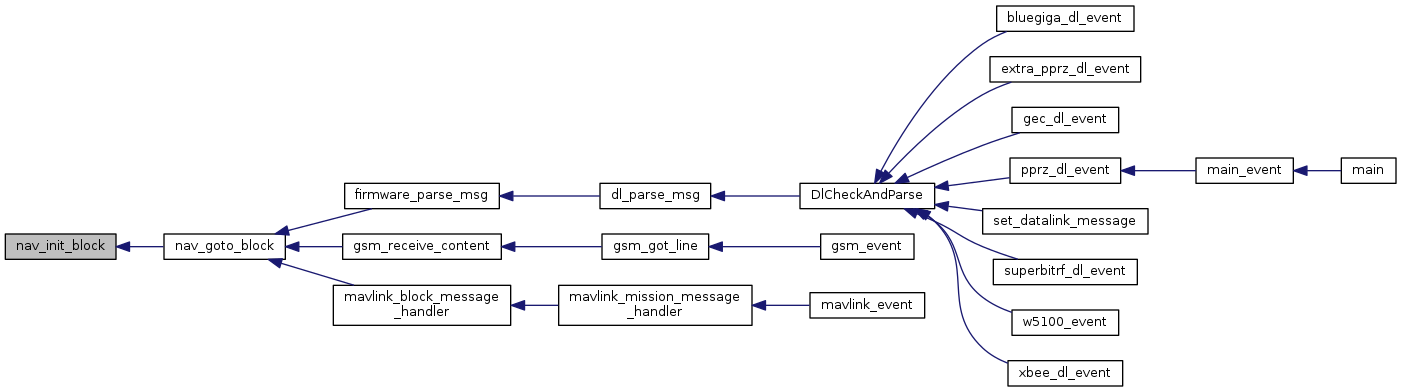 bluegiga_dl_event
extra_pprz_dl_event
gec_dl_event
pprz_dl_event
main_event
main
firmware_parse_msg
dl_parse_msg
DlCheckAndParse
set_datalink_message
nav_init_block
nav_goto_block
gsm_receive_content
gsm_got_line
gsm_event
superbitrf_dl_event
mavlink_block_message
_handler
mavlink_mission_message
_handler
mavlink_event
w5100_event
xbee_dl_event